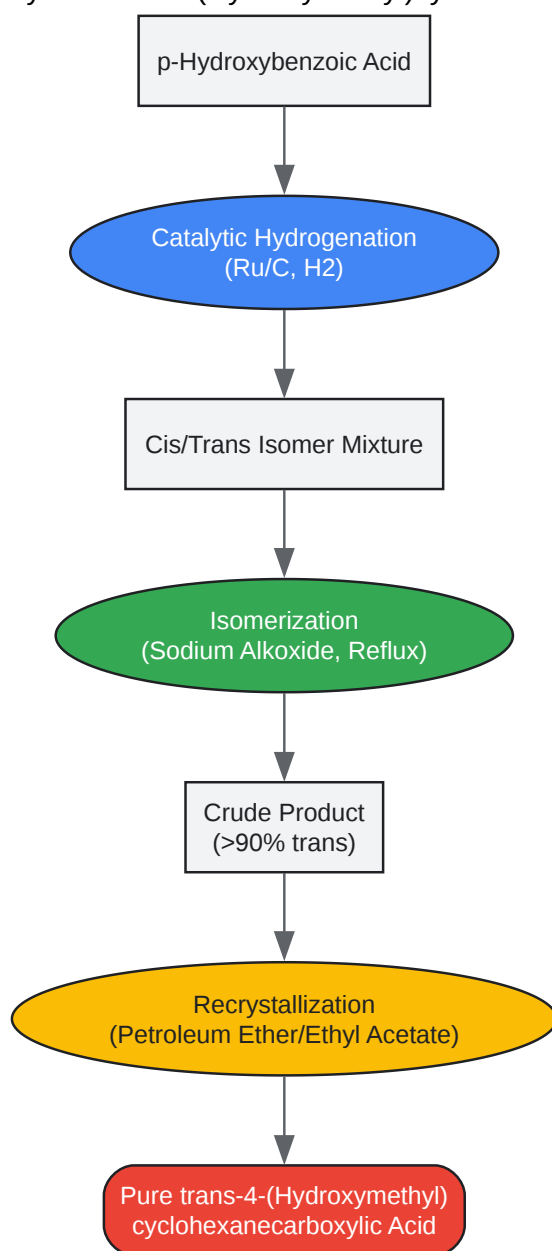 p-Hydroxybenzoic Acid
Catalytic Hydrogenation
(Ru/C, H2)
Cis/Trans Isomer Mixture
Isomerization
(Sodium Alkoxide, Reflux)
Crude Product
(>90% trans)
Recrystallization
(Petroleum Ether/Ethyl Acetate)
Pure trans-4-(Hydroxymethyl)
cyclohexanecarboxylic Acid